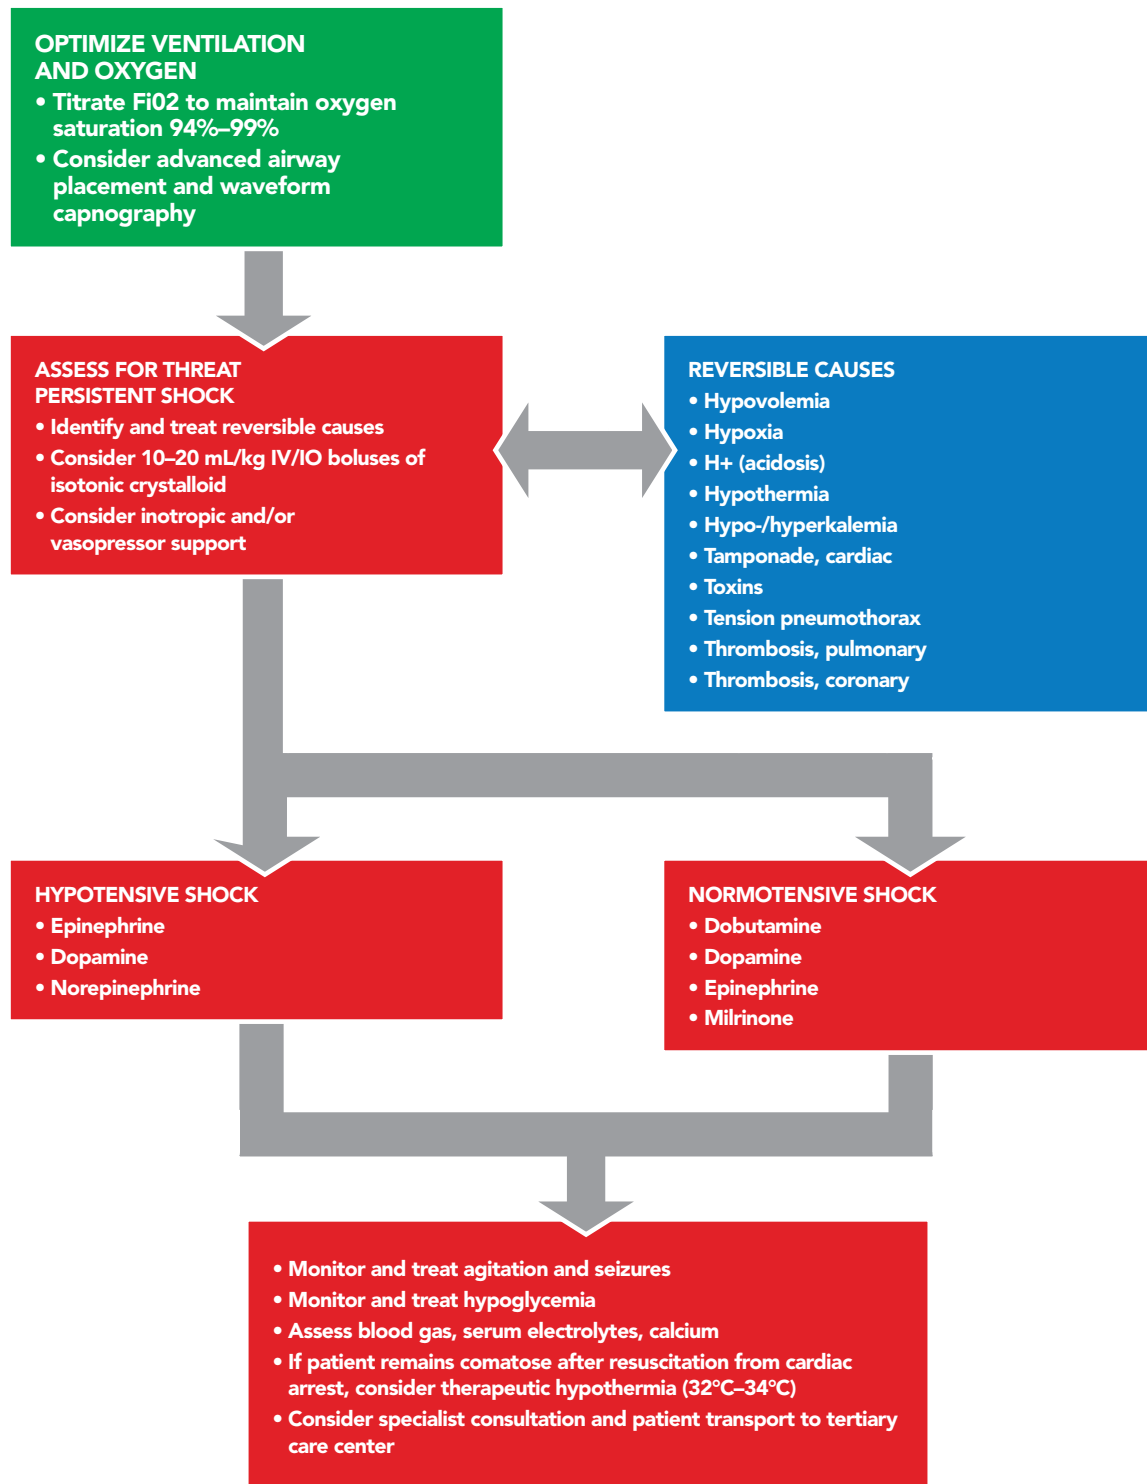 OPTIMIZE VENTILATION
AND OXYGEN
• Titrate Fi02 to maintain oxygen
saturation 94%–99%
• Consider advanced airway
placement and waveform
capnography
ASSESS FOR THREAT
PERSISTENT SHOCK
• Identify and treat reversible causes
• Consider 10–20 mL/kg IV/IO boluses of
isotonic crystalloid
• Consider inotropic and/or
vasopressor support
REVERSIBLE CAUSES
• Hypovolemia
• Hypoxia
• H+ (acidosis)
• Hypothermia
• Hypo-/hyperkalemia
• Tamponade, cardiac
• Toxins
• Tension pneumothorax
• Thrombosis, pulmonary
• Thrombosis, coronary
HYPOTENSIVE SHOCK
• Epinephrine
• Dopamine
• Norepinephrine
NORMOTENSIVE SHOCK
• Dobutamine
• Dopamine
• Epinephrine
• Milrinone
• Monitor and treat agitation and seizures
• Monitor and treat hypoglycemia
• Assess blood gas, serum electrolytes, calcium
• If patient remains comatose after resuscitation from cardiac
arrest, consider therapeutic hypothermia (32°C–34°C)
• Consider specialist consultation and patient transport to tertiary
care center